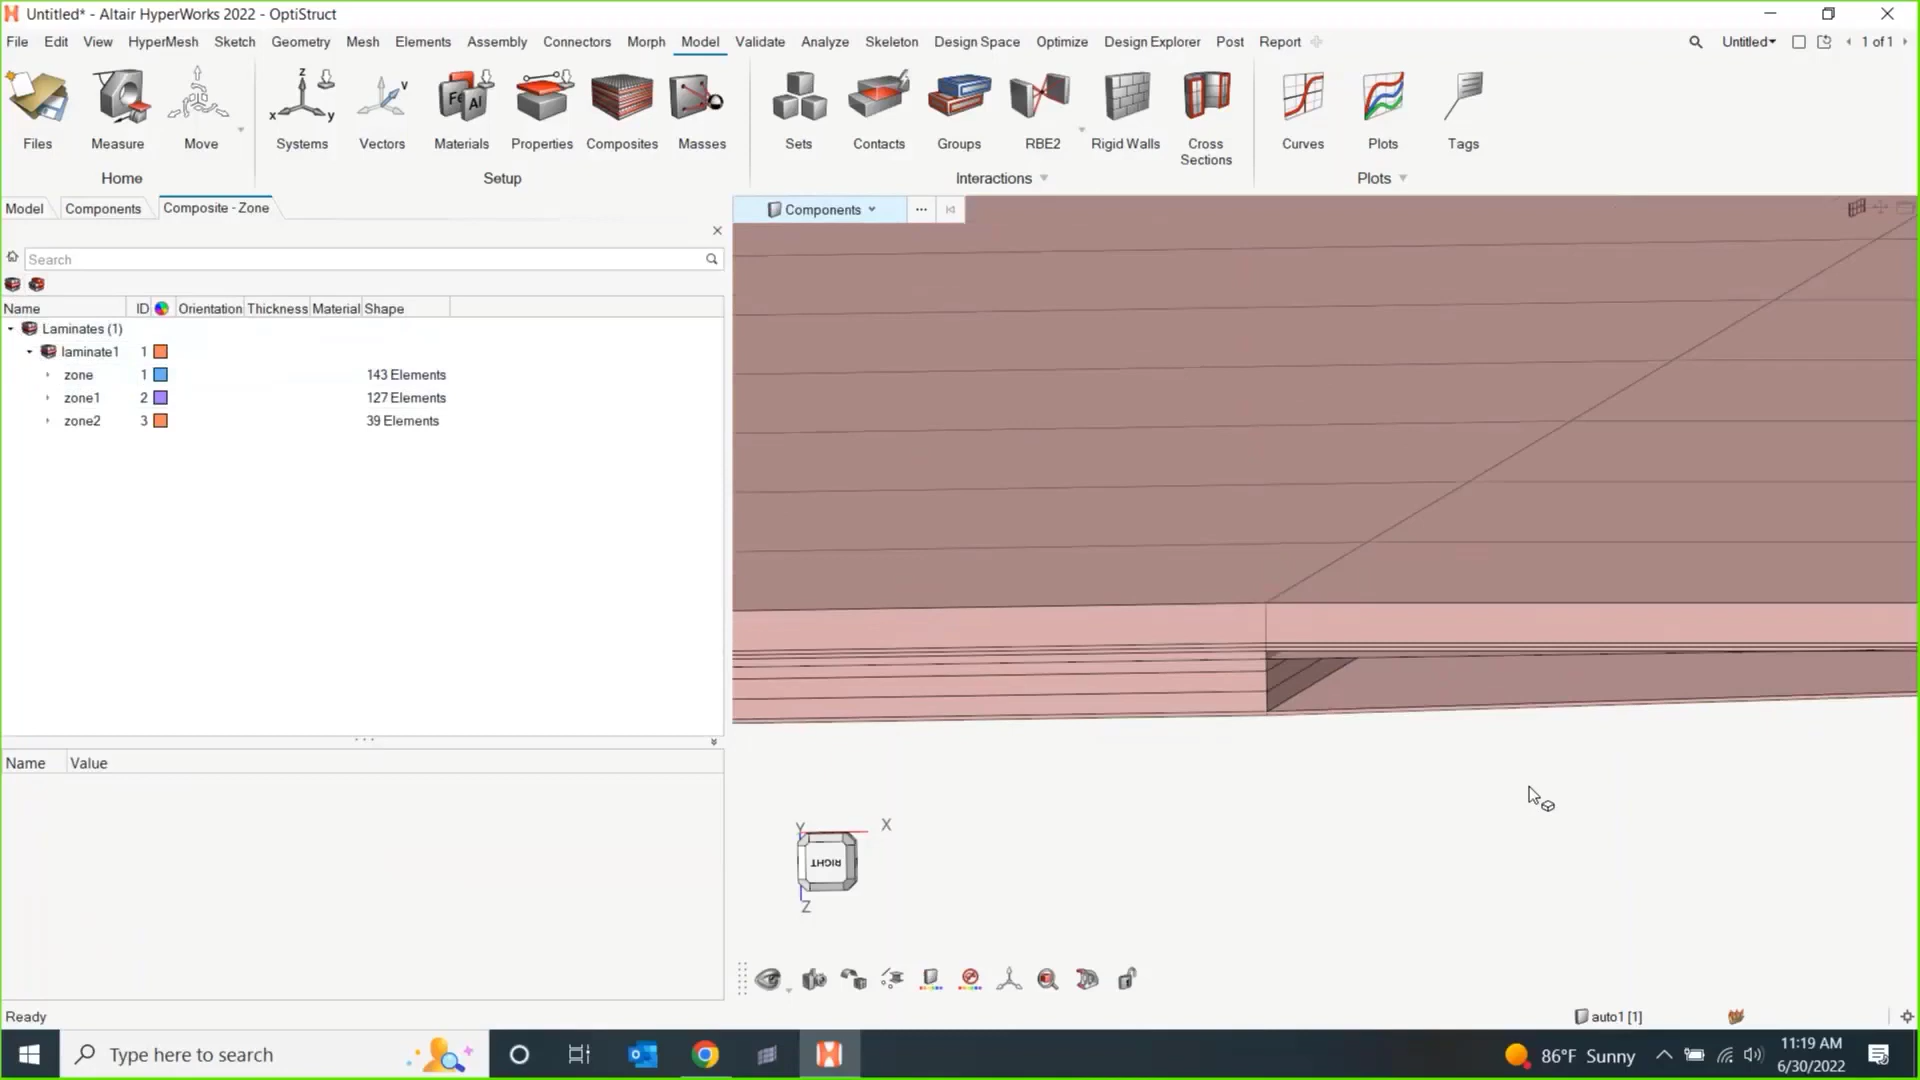 Untitled* - Altair HyperWorks 2022 - OptiStruct
File Edit View HyperMesh Sketch Geometry Mesh Elements Assembly Connectors Morph Model Validate Analyze Skeleton Design Space Optimize Design Explorer Post Report Untitled 1 of 1
Fe Al
Files Measure Move Systems Vectors Materials Properties Composites Masses Sets Contacts Groups RBE2 Rigid Walls Cross Sections Curves Plots Tags
Home Setup Interactions Plots
Model Components Composite - Zone
Components
Search
Name ID Orientation Thickness Material Shape
Laminates (1)
laminate1 1
zone 1 143 Elements
zone1 2 127 Elements
zone2 3 39 Elements
Name Value
Y X
RIGHT
Z
Ready auto1 [1]
Type here to search
86°F Sunny
11:19 AM
6/30/2022